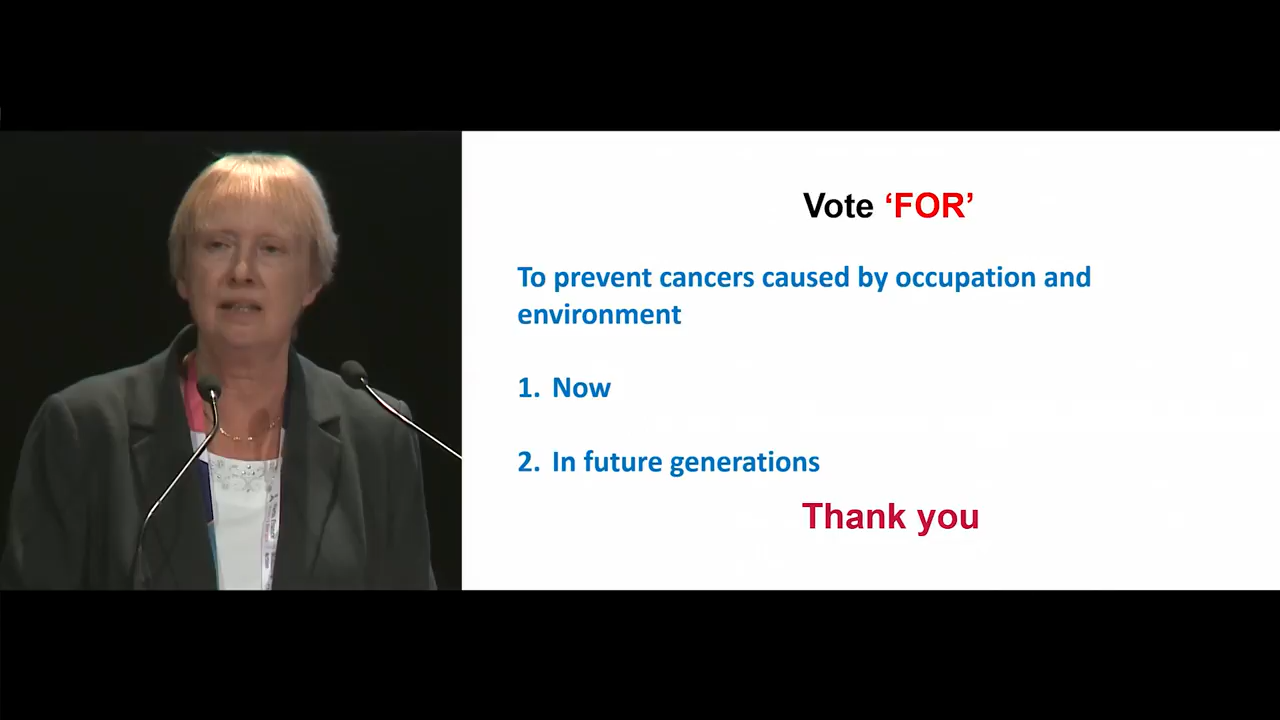 Vote ‘FOR’
To prevent cancers caused by occupation and
environment
1. Now
2. In future generations
Thank you